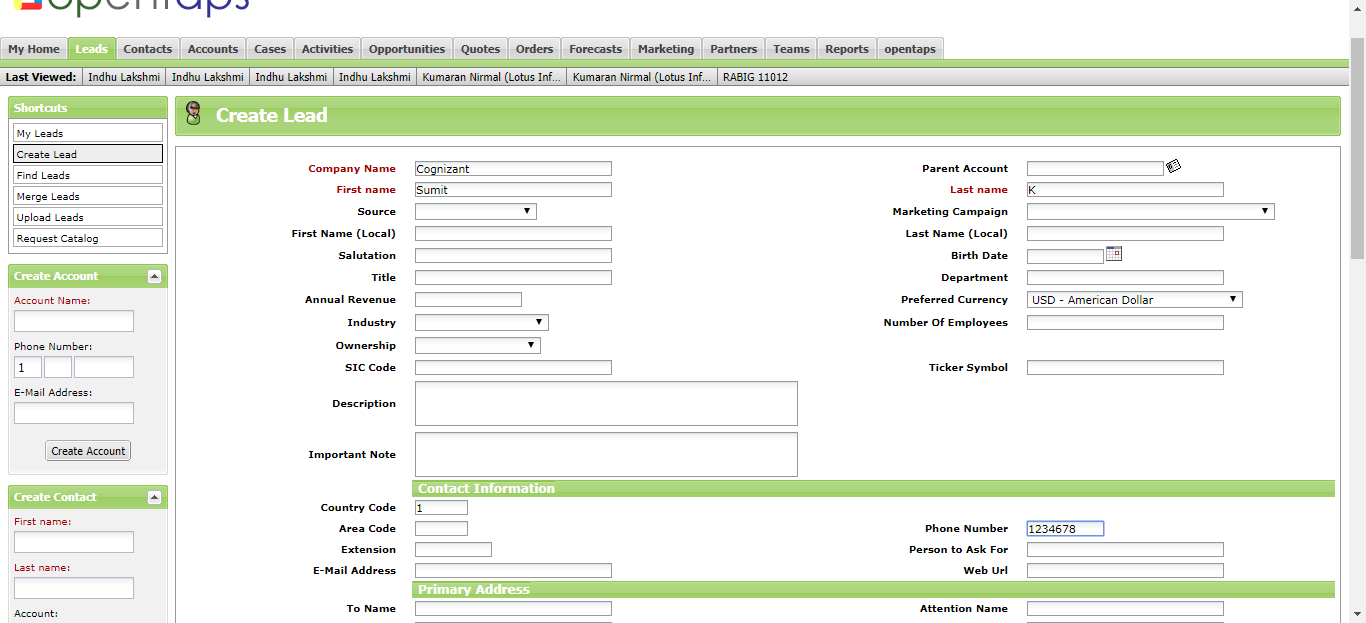 opentaps
My Home Leads Contacts Accounts Cases Activities Opportunities Quotes Orders Forecasts Marketing Partners Teams Reports opentaps
Last Viewed: Indhu Lakshmi Indhu Lakshmi Indhu Lakshmi Indhu Lakshmi Kumaran Nirmal (Lotus Inf... Kumaran Nirmal (Lotus Inf... RABIG 11012
Shortcuts
My Leads
Create Lead
Find Leads
Merge Leads
Upload Leads
Request Catalog
Create Account
Account Name:
Phone Number:
1
E-Mail Address:
Create Account
Create Contact
First name:
Last name:
Account:
Create Lead
Company Name Cognizant Parent Account
First name Sumit Last name K
Source Marketing Campaign
First Name (Local) Last Name (Local)
Salutation Birth Date
Title Department
Annual Revenue Preferred Currency USD - American Dollar
Industry Number Of Employees
Ownership
SIC Code Ticker Symbol
Description
Important Note
Contact Information
Country Code 1
Area Code Phone Number 1234678
Extension Person to Ask For
E-Mail Address Web Url
Primary Address
To Name Attention Name